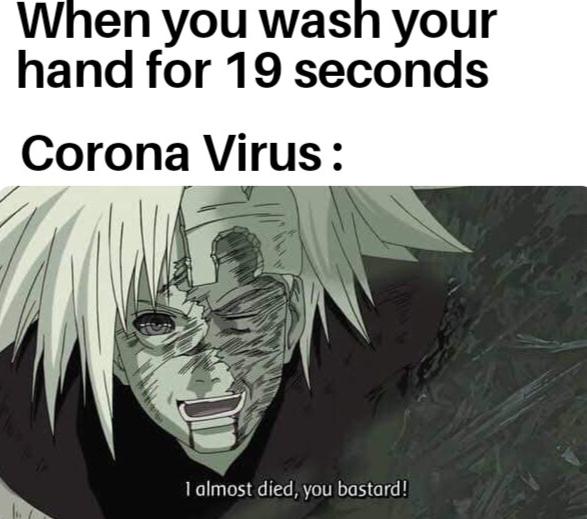 When you wash your
hand for 19 seconds
Corona Virus :
I almost died, you bastard!